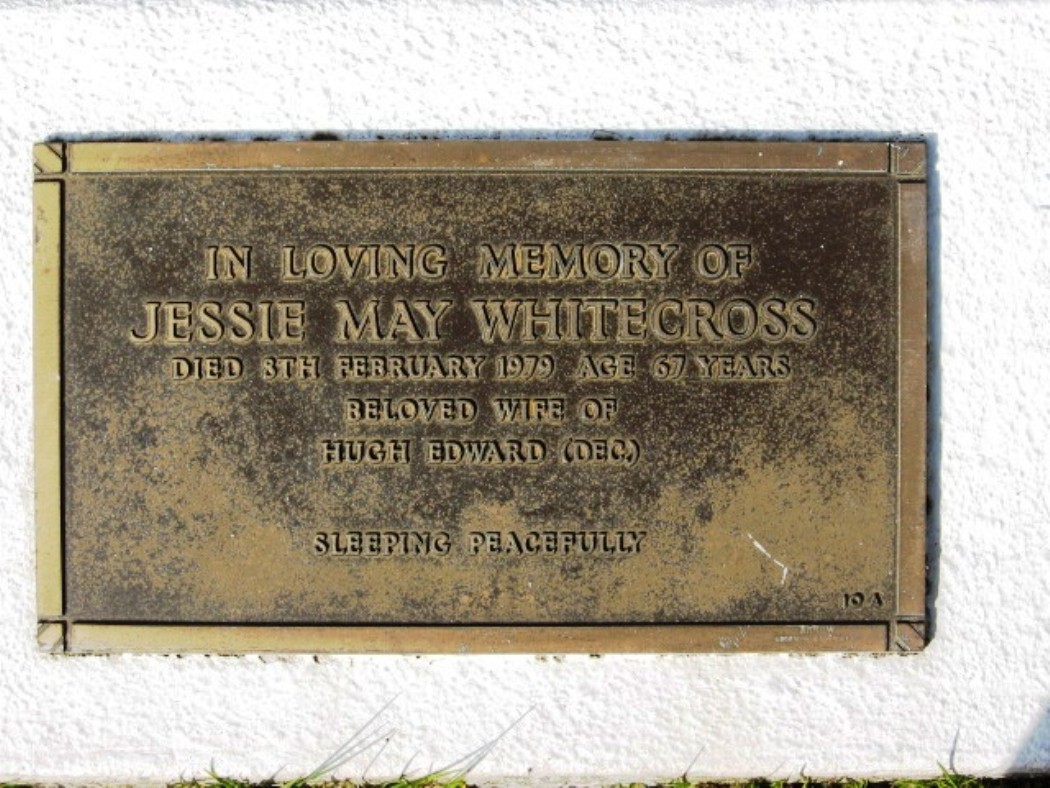 IN LOVING MEMORY OF
JESSIE MAY WHITECROSS
DIED 8TH FEBRUARY 1979 AGE 67 YEARS
BELOVED WIFE OF
HUGH EDWARD (DEC.)
SLEEPING PEACEFULLY
10 A